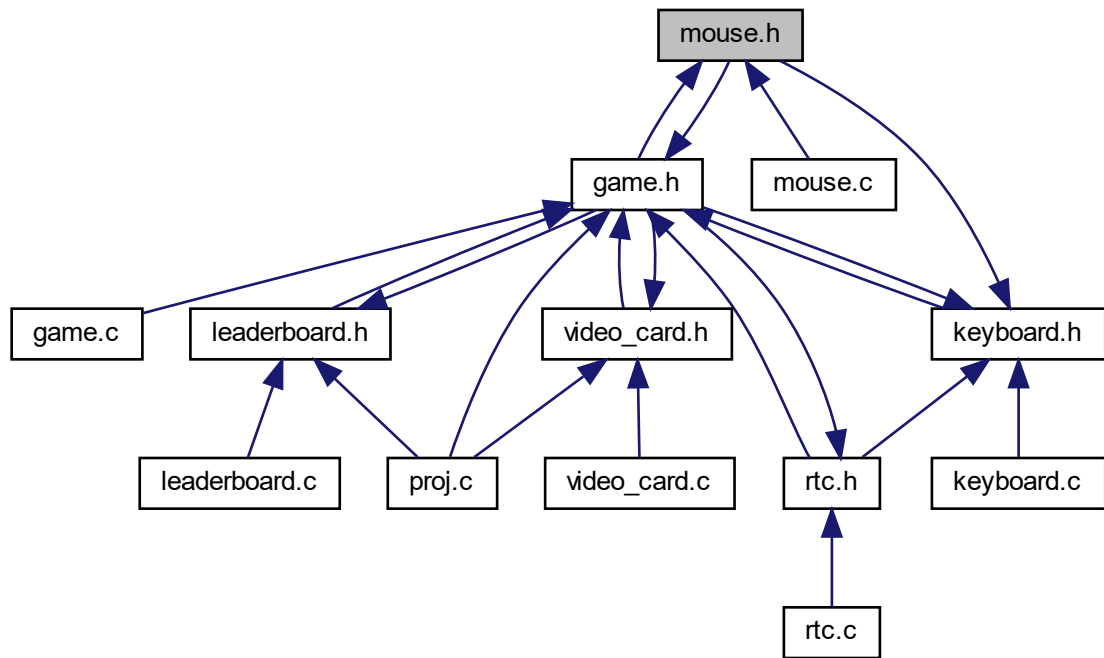 mouse.h
game.h
mouse.c
game.c
leaderboard.h
video_card.h
keyboard.h
leaderboard.c
proj.c
video_card.c
rtc.h
keyboard.c
rtc.c